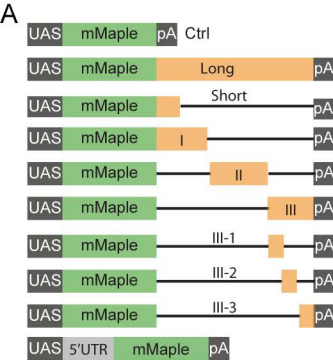 A
UAS mMaple pA Ctrl
UAS mMaple Long pA
UAS mMaple Short pA
UAS mMaple I pA
UAS mMaple II pA
UAS mMaple III pA
UAS mMaple III-1 pA
UAS mMaple III-2 pA
UAS mMaple III-3 pA
UAS 5'UTR mMaple pA